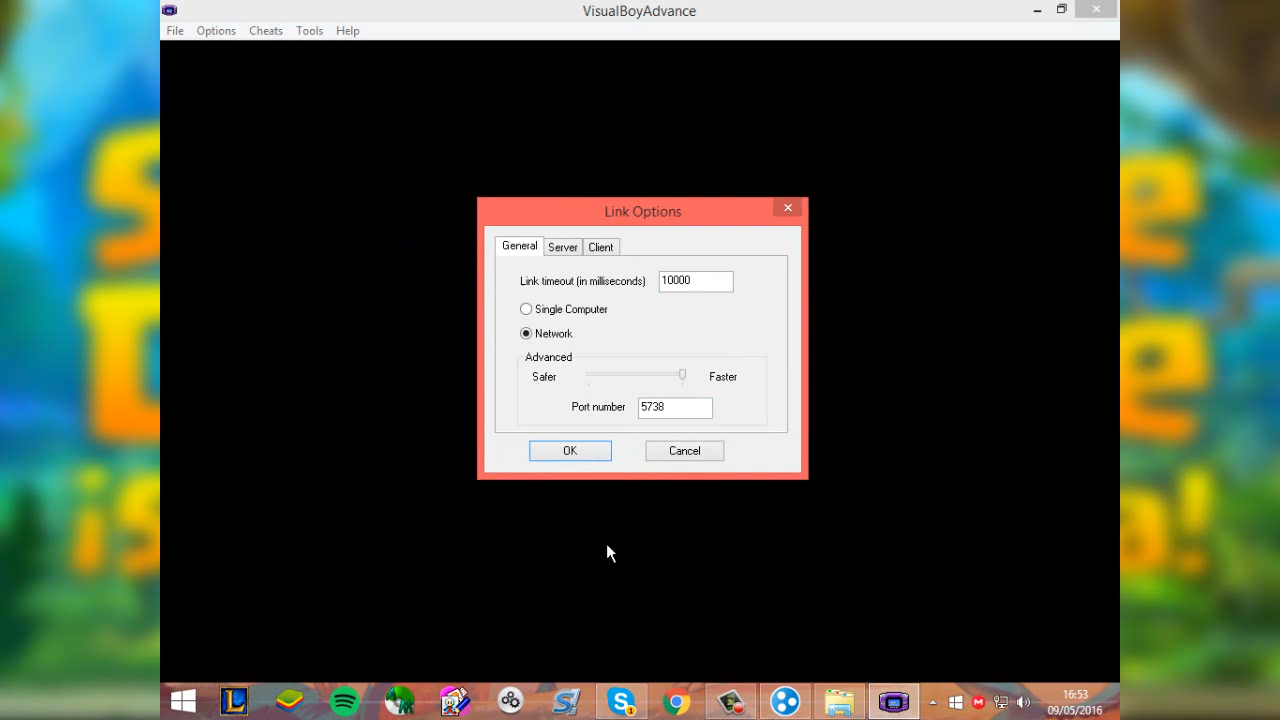 VisualBoyAdvance
File Options Cheats Tools Help
Link Options
General Server Client
Link timeout (in milliseconds) 10000
Single Computer
Network
Advanced
Safer Faster
Port number 5738
OK Cancel
16:53
09/05/2016